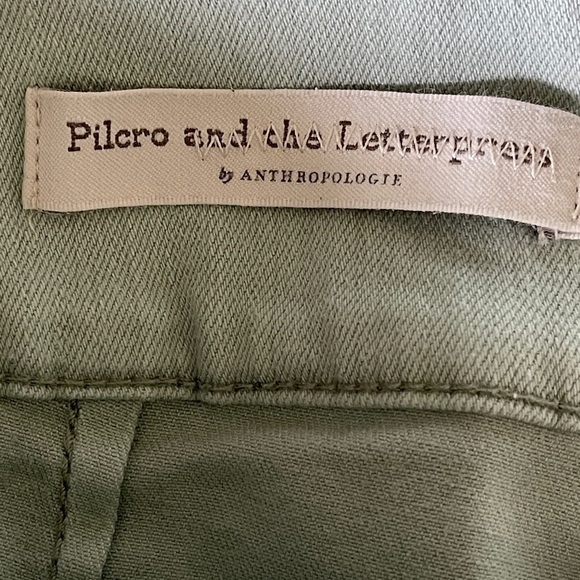 Pilcro and the Letterpress
by ANTHROPOLOGIE